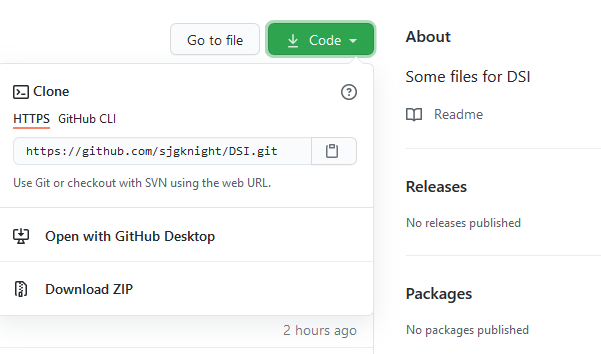 Go to file
Code
Clone
HTTPS GitHub CLI
https://github.com/sjgknight/DSI.git
Use Git or checkout with SVN using the web URL.
Open with GitHub Desktop
Download ZIP
2 hours ago
About
Some files for DSI
Readme
Releases
No releases published
Packages
No packages published